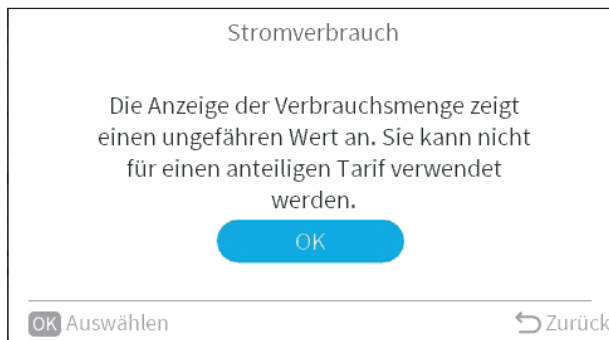 Stromverbrauch
Die Anzeige der Verbrauchsmenge zeigt
einen ungefähren Wert an. Sie kann nicht
für einen anteiligen Tarif verwendet
werden.
OK
OK Auswählen
Zurück